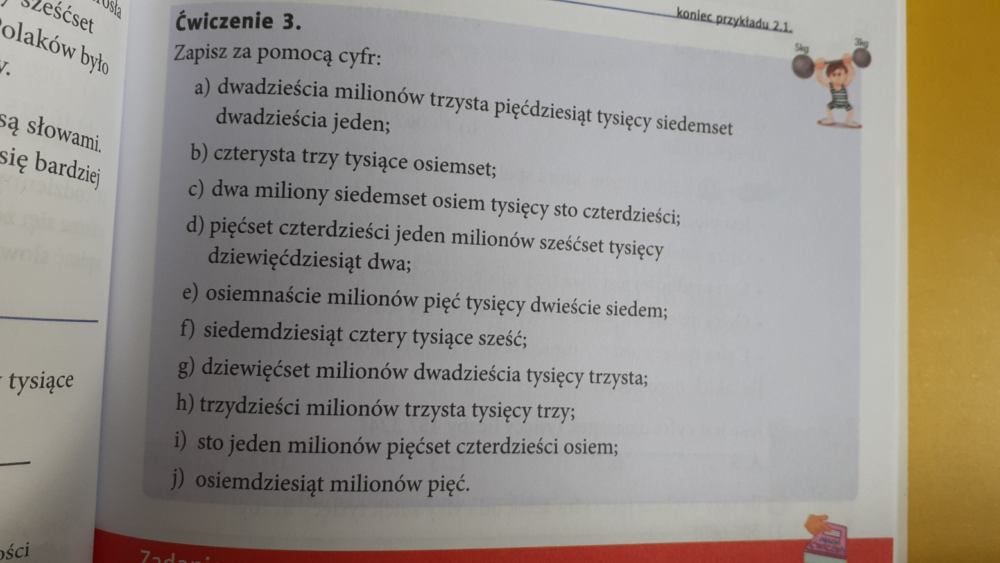 osła
sześćset
olaków było
y.
są słowami.
się bardziej
tysiące
ości
koniec przykładu 2.1.
5kg
3kg
Ćwiczenie 3.
Zapisz za pomocą cyfr:
a) dwadzieścia milionów trzysta pięćdziesiąt tysięcy siedemset
dwadzieścia jeden;
b) czterysta trzy tysiące osiemset;
c) dwa miliony siedemset osiem tysięcy sto czterdzieści;
d) pięćset czterdzieści jeden milionów sześćset tysięcy
dziewięćdziesiąt dwa;
e) osiemnaście milionów pięć tysięcy dwieście siedem;
f) siedemdziesiąt cztery tysiące sześć;
g) dziewięćset milionów dwadzieścia tysięcy trzysta;
h) trzydzieści milionów trzysta tysięcy trzy;
i) sto jeden milionów pięćset czterdzieści osiem;
j) osiemdziesiąt milionów pięć.
Zadani